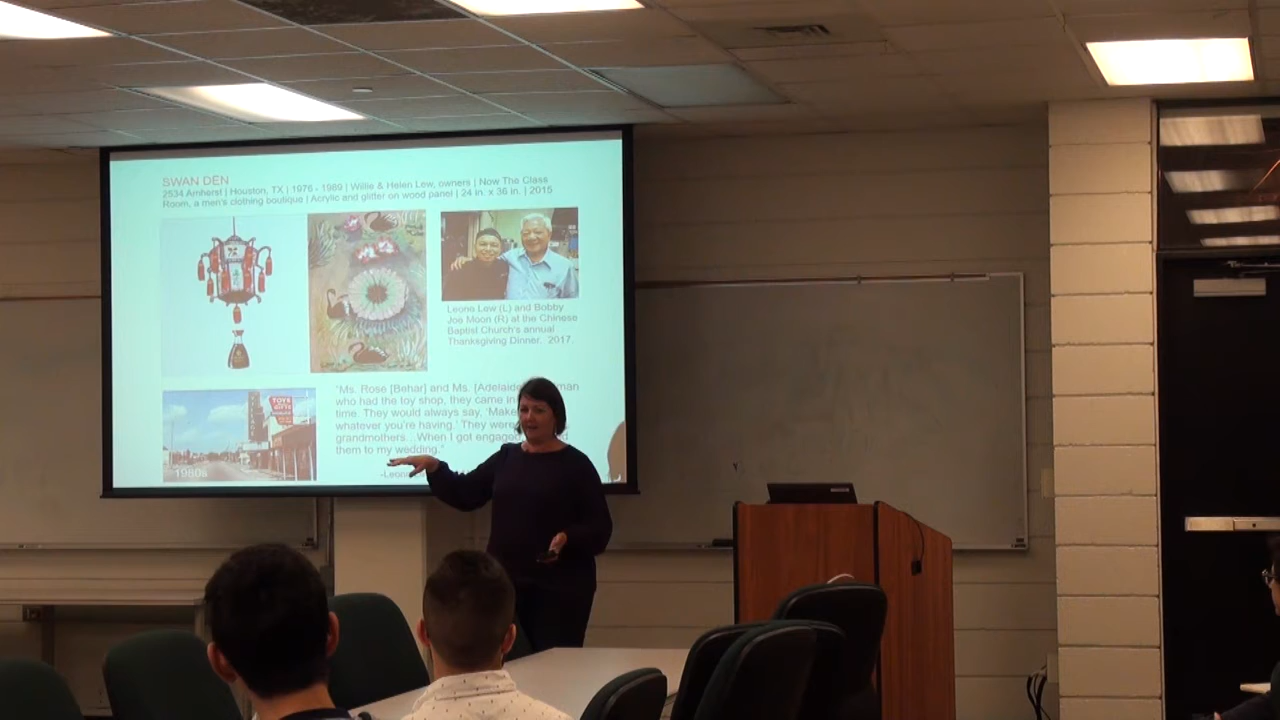 SWAN DEN
2534 Amherst | Houston, TX | 1976 - 1989 | Willie & Helen Lew, owners | Now The Class
Room, a men's clothing boutique | Acrylic and glitter on wood panel | 24 in. x 36 in. | 2015
Leone Lew (L) and Bobby
Joe Moon (R) at the Chinese
Baptist Church's annual
Thanksgiving Dinner. 2017.
TOYS
GIFTS
1980s
"Ms. Rose [Behar] and Ms. [Adelaide] man
who had the toy shop, they came in
time. They would always say, 'Make
whatever you're having.' They were
grandmothers…When I got engaged
them to my wedding."
-Leone